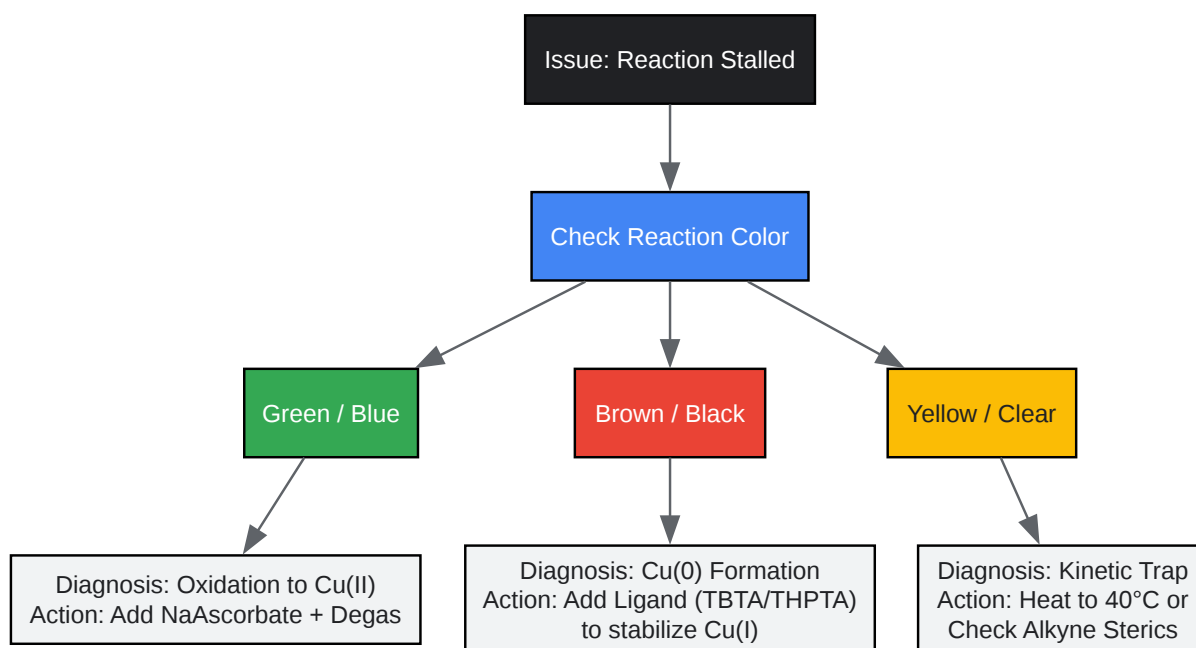 Issue: Reaction Stalled
Check Reaction Color
Green / Blue
Brown / Black
Yellow / Clear
Diagnosis: Oxidation to Cu(II)
Action: Add NaAscorbate + Degas
Diagnosis: Cu(0) Formation
Action: Add Ligand (TBTA/THPTA)
to stabilize Cu(I)
Diagnosis: Kinetic Trap
Action: Heat to 40°C or
Check Alkyne Sterics